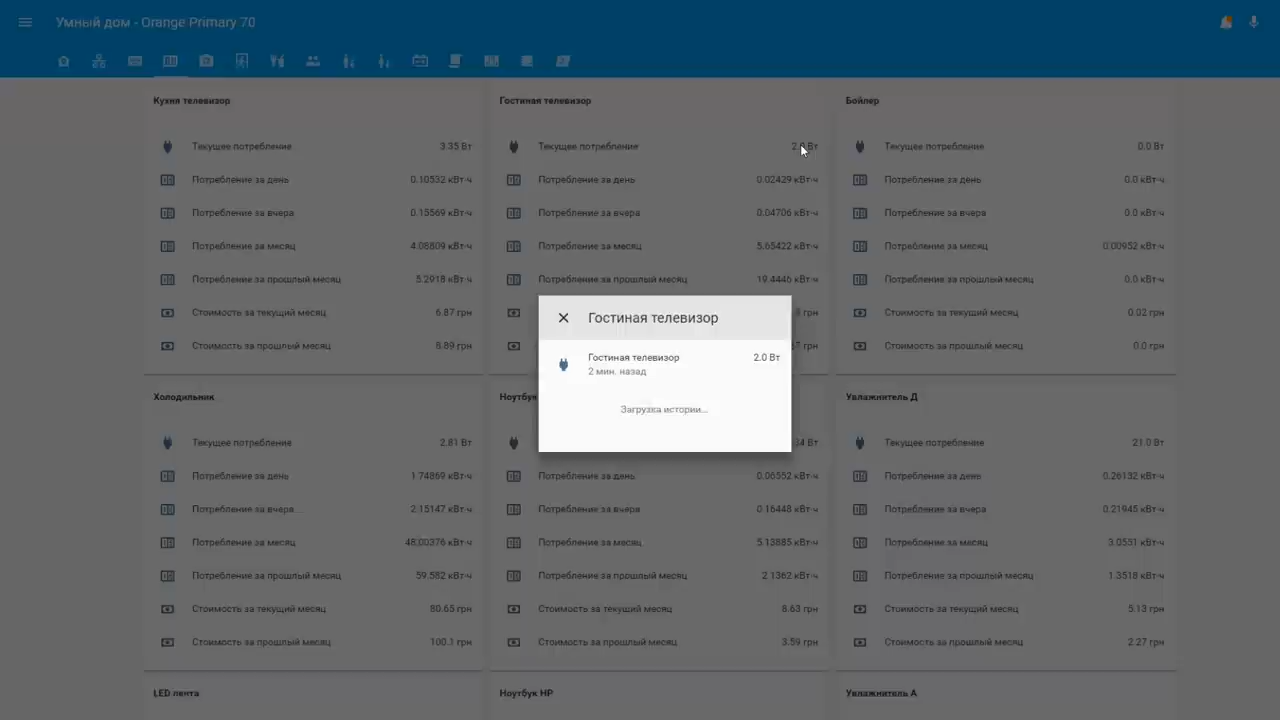 Умный дом - Orange Primary 70
Кухня телевизор
Текущее потребление 3.35 Вт
Потребление за день 0.10532 кВт·ч
Потребление за вчера 0.15569 кВт·ч
Потребление за месяц 4.08809 кВт·ч
Потребление за прошлый месяц 5.2918 кВт·ч
Стоимость за текущий месяц 6.87 грн
Стоимость за прошлый месяц 8.89 грн
Гостиная телевизор
Текущее потребление Вт
Потребление за день 0.02429 кВт·ч
Потребление за вчера 0.04706 кВт·ч
Потребление за месяц 5.65422 кВт·ч
Потребление за прошлый месяц 19.4446 кВт·ч
грн
грн
Бойлер
Текущее потребление 0.0 Вт
Потребление за день 0.0 кВт·ч
Потребление за вчера 0.0 кВт·ч
Потребление за месяц 0.00952 кВт·ч
Потребление за прошлый месяц 0.0 кВт·ч
Стоимость за текущий месяц 0.02 грн
Стоимость за прошлый месяц 0.0 грн
Гостиная телевизор
Гостиная телевизор 2.0 Вт
2 мин. назад
Загрузка истории...
Холодильник
Текущее потребление 2.81 Вт
Потребление за день 1.74869 кВт·ч
Потребление за вчера 2.15147 кВт·ч
Потребление за месяц 48.00376 кВт·ч
Потребление за прошлый месяц 59.582 кВт·ч
Стоимость за текущий месяц 80.65 грн
Стоимость за прошлый месяц 100.1 грн
Ноутбук
34 Вт
Потребление за день 0.06552 кВт·ч
Потребление за вчера 0.16448 кВт·ч
Потребление за месяц 5.13885 кВт·ч
Потребление за прошлый месяц 2.1362 кВт·ч
Стоимость за текущий месяц 8.63 грн
Стоимость за прошлый месяц 3.59 грн
Увлажнитель Д
Текущее потребление 21.0 Вт
Потребление за день 0.26132 кВт·ч
Потребление за вчера 0.21945 кВт·ч
Потребление за месяц 3.0551 кВт·ч
Потребление за прошлый месяц 1.3518 кВт·ч
Стоимость за текущий месяц 5.13 грн
Стоимость за прошлый месяц 2.27 грн
LED лента
Ноутбук HP
Увлажнитель А